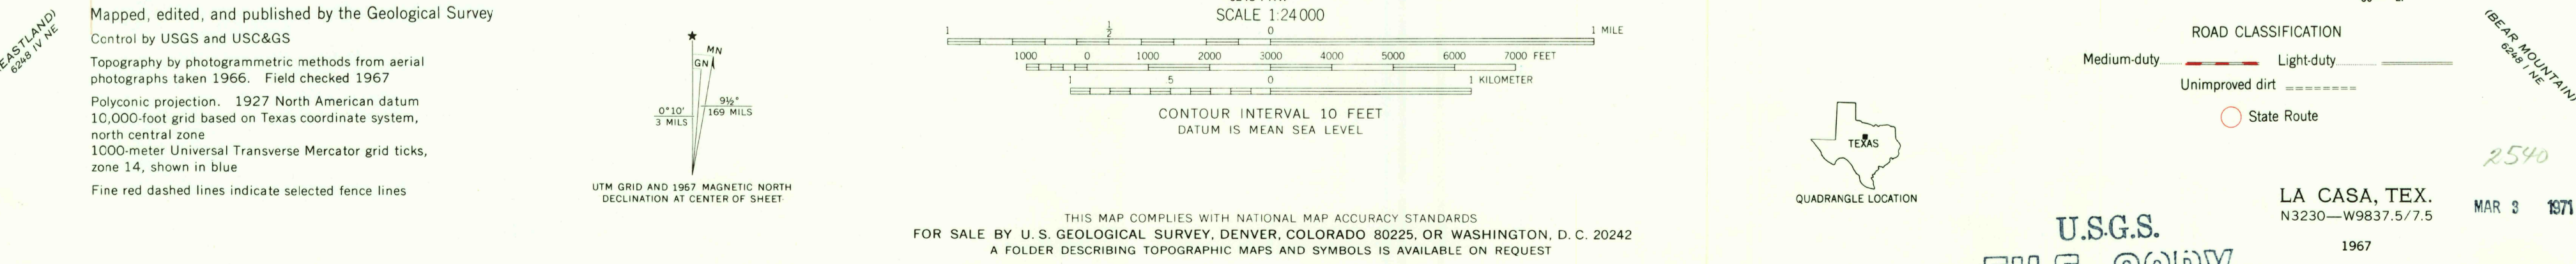 (EASTLAND)
6248 IV NE
Mapped, edited, and published by the Geological Survey
Control by USGS and USC&GS
Topography by photogrammetric methods from aerial
photographs taken 1966. Field checked 1967
Polyconic projection. 1927 North American datum
10,000-foot grid based on Texas coordinate system,
north central zone
1000-meter Universal Transverse Mercator grid ticks,
zone 14, shown in blue
Fine red dashed lines indicate selected fence lines
MN
GN
0°10'
3 MILS
9½°
169 MILS
UTM GRID AND 1967 MAGNETIC NORTH
DECLINATION AT CENTER OF SHEET
SCALE 1:24000
1 ½ 0 1 MILE
1000 0 1000 2000 3000 4000 5000 6000 7000 FEET
1 5 0 1 KILOMETER
CONTOUR INTERVAL 10 FEET
DATUM IS MEAN SEA LEVEL
THIS MAP COMPLIES WITH NATIONAL MAP ACCURACY STANDARDS
FOR SALE BY U. S. GEOLOGICAL SURVEY, DENVER, COLORADO 80225, OR WASHINGTON, D. C. 20242
A FOLDER DESCRIBING TOPOGRAPHIC MAPS AND SYMBOLS IS AVAILABLE ON REQUEST
TEXAS
QUADRANGLE LOCATION
ROAD CLASSIFICATION
Medium-duty Light-duty
Unimproved dirt
State Route
(BEAR MOUNTAIN)
6248 I NE
2540
LA CASA, TEX.
N3230—W9837.5/7.5
1967
MAR 3 1971
U.S.G.S.